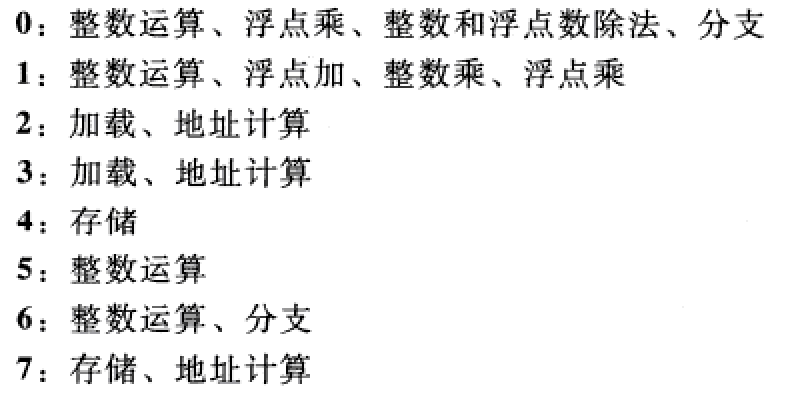 0：整数运算、浮点乘、整数和浮点数除法、分支
1：整数运算、浮点加、整数乘、浮点乘
2：加载、地址计算
3：加载、地址计算
4：存储
5：整数运算
6：整数运算、分支
7：存储、地址计算